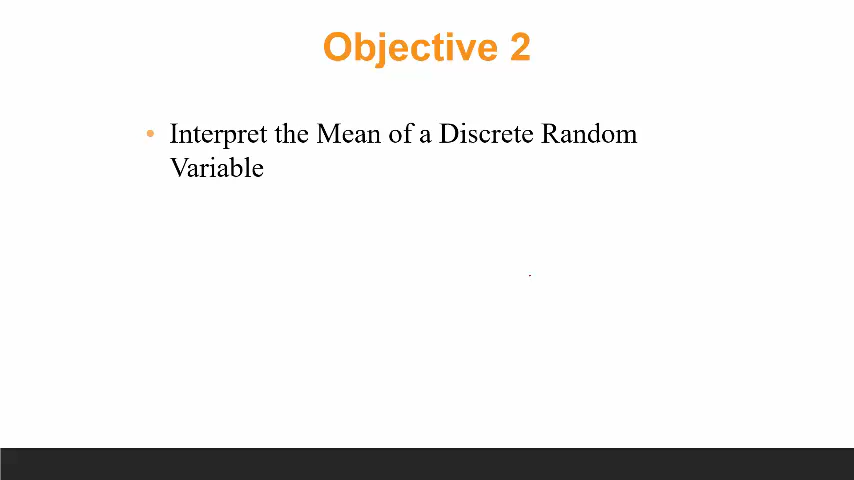 Objective 2
• Interpret the Mean of a Discrete Random
Variable